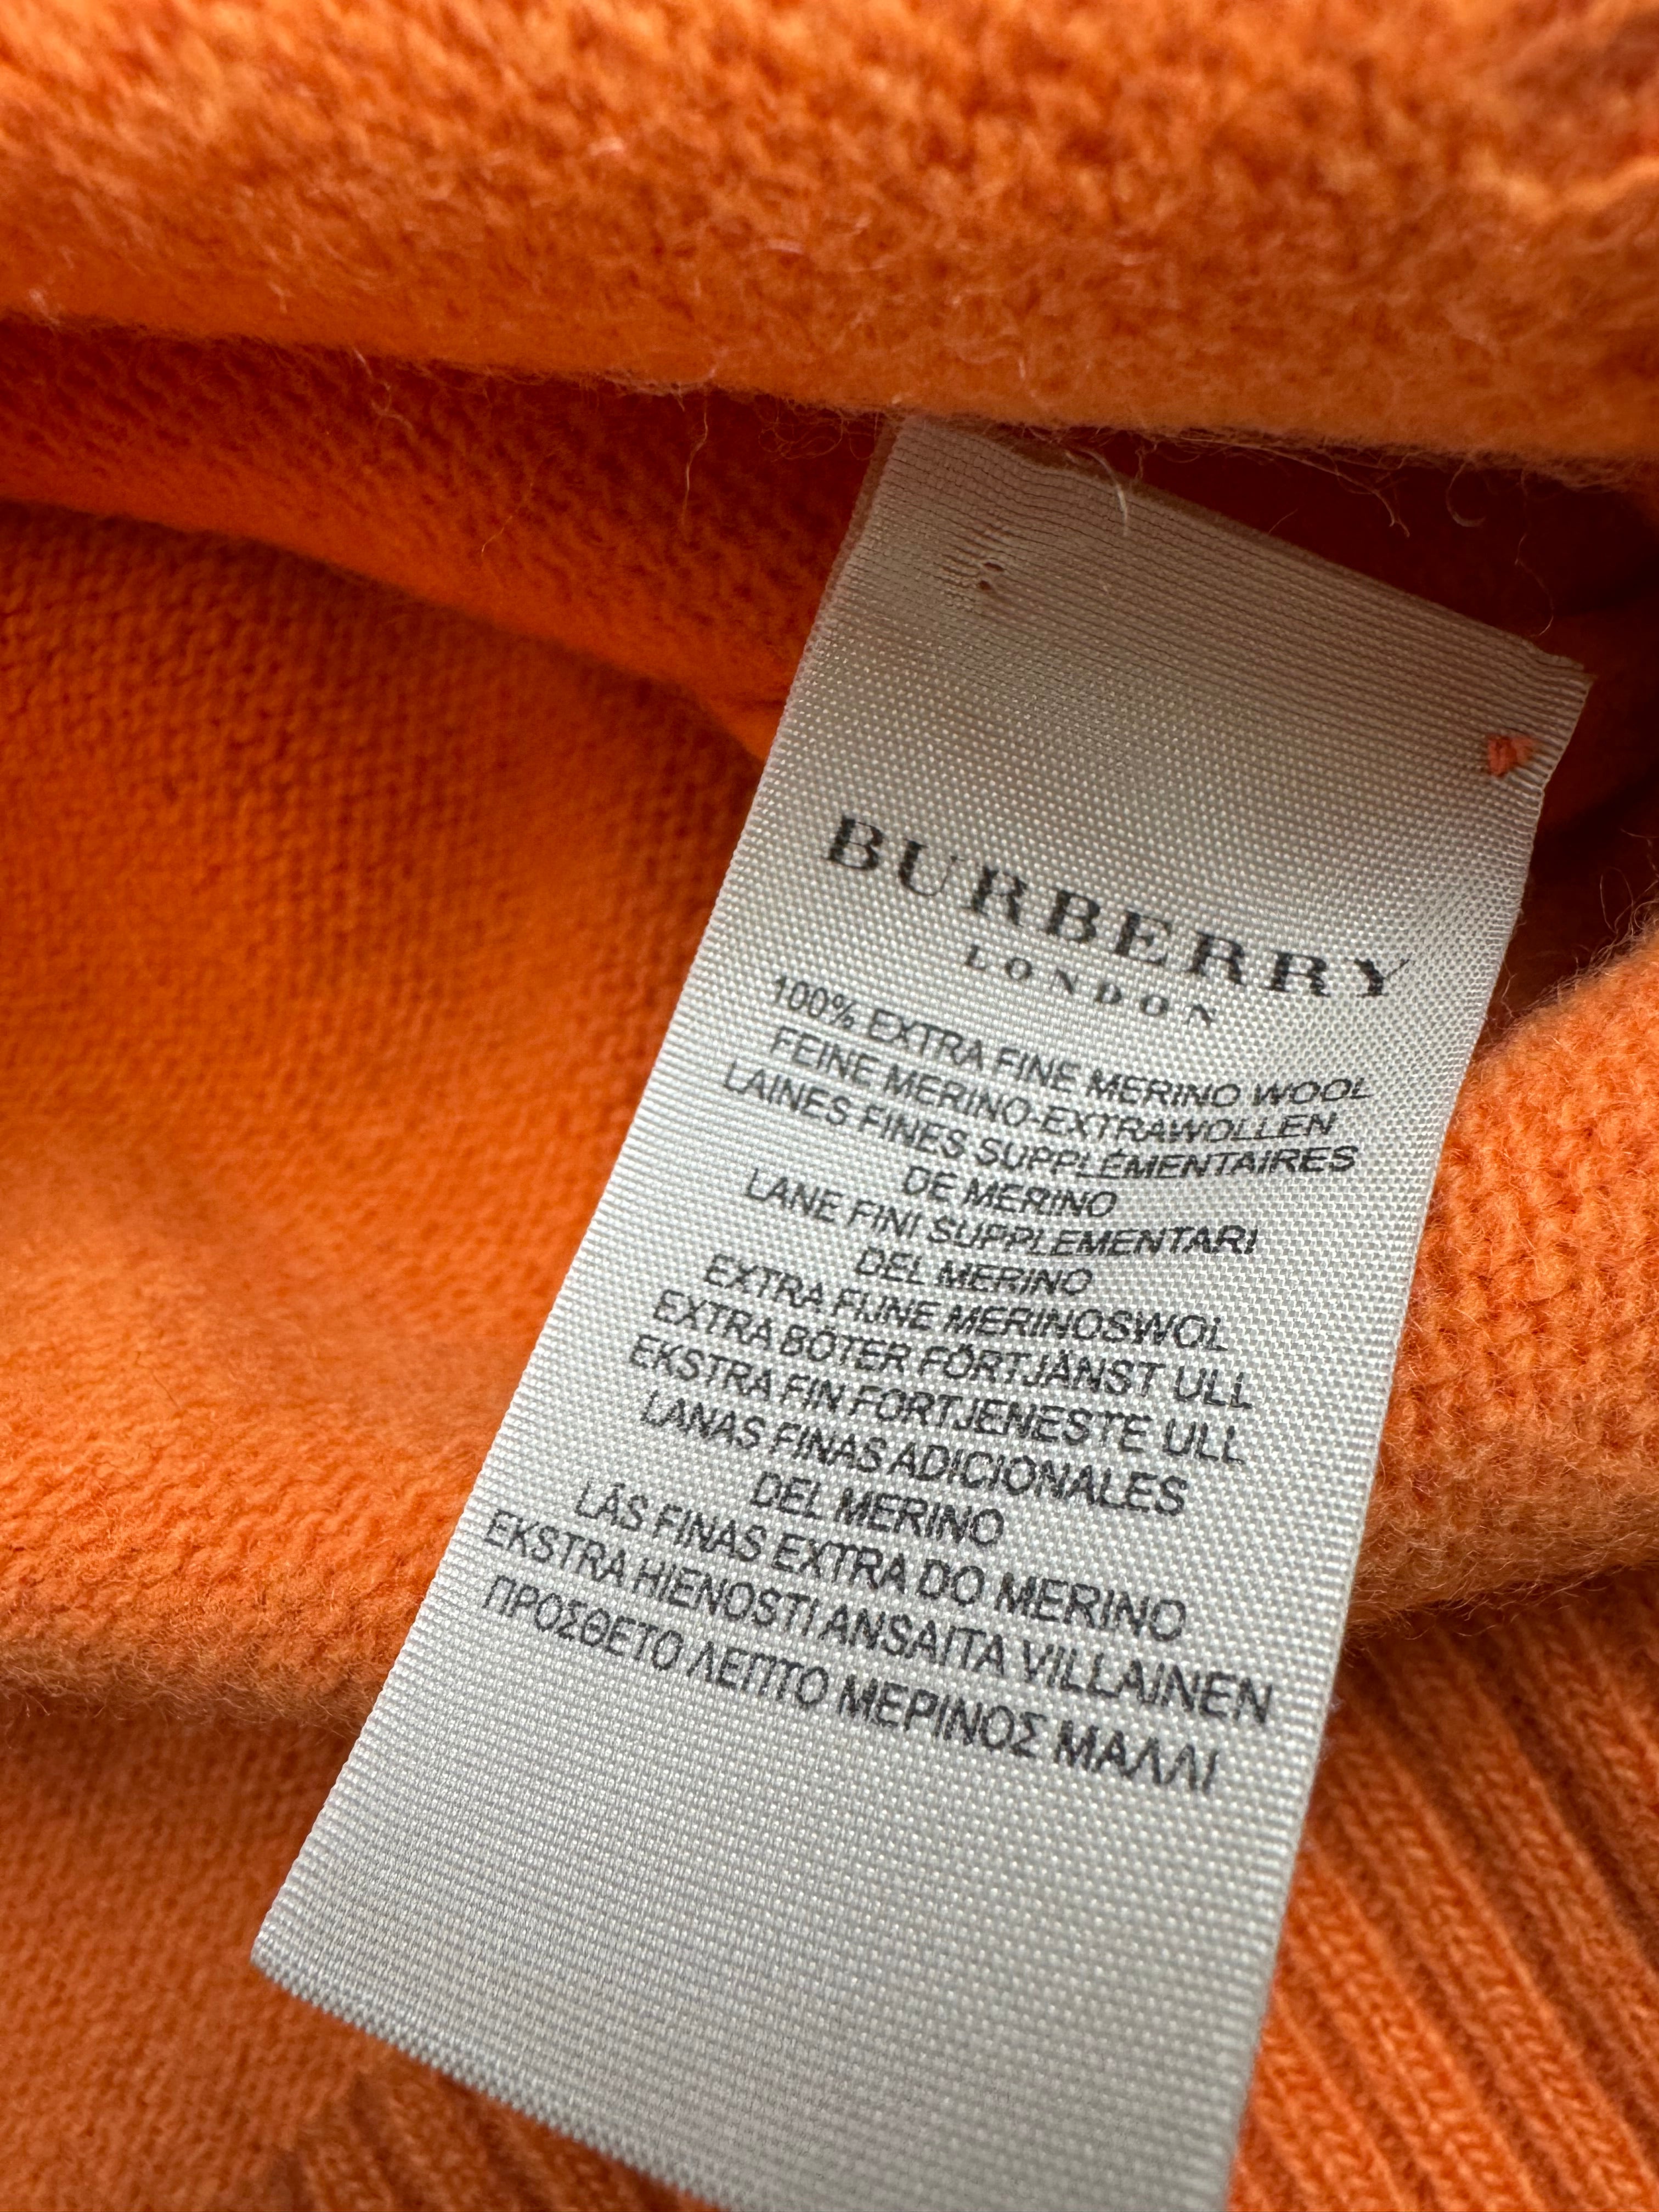 BURBERRY
LONDON
100% EXTRA FINE MERINO WOOL
FEINE MERINO-EXTRAWOLLEN
LAINES FINES SUPPLÉMENTAIRES
DE MERINO
LANE FINI SUPPLEMENTARI
DEL MERINO
EXTRA FIJNE MERINOSWOL
EXTRA BÖTER FÖRTJÄNST ULL
EKSTRA FIN FORTJENESTE ULL
LANAS FINAS ADICIONALES
DEL MERINO
LÃS FINAS EXTRA DO MERINO
EKSTRA HIENOSTI ANSAITA VILLAINEN
ΠΡΟΣΘΕΤΟ ΛΕΠΤΟ ΜΕΡΙΝΟΣ ΜΑΛΛΙ